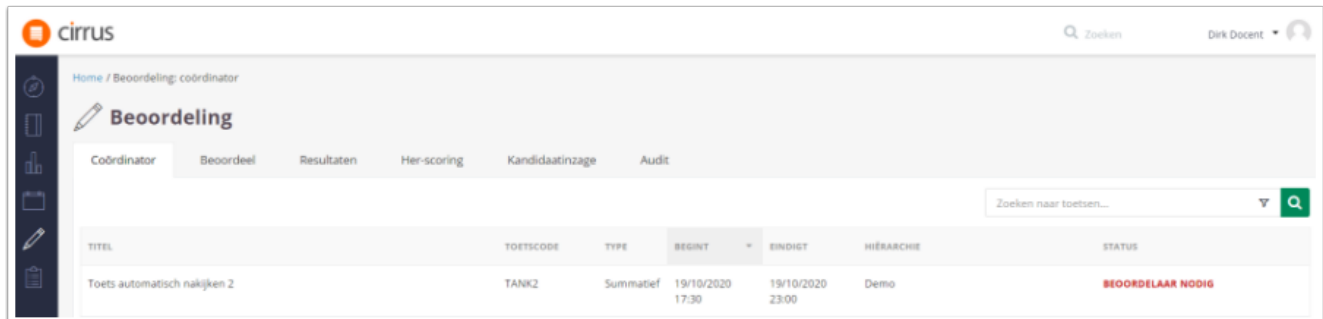 cirrus
Zoeken
Dirk Docent
Home / Beoordeling: coördinator
Beoordeling
Coördinator Beoordeel Resultaten Her-scoring Kandidaatinzage Audit
Zoeken naar toetsen...
TITEL TOETSCODE TYPE BEGINT EINDIGT HIËRARCHIE STATUS
Toets automatisch nakijken 2 TANK2 Summatief 19/10/2020 19/10/2020 Demo BEOORDELAAR NODIG
17:30 23:00